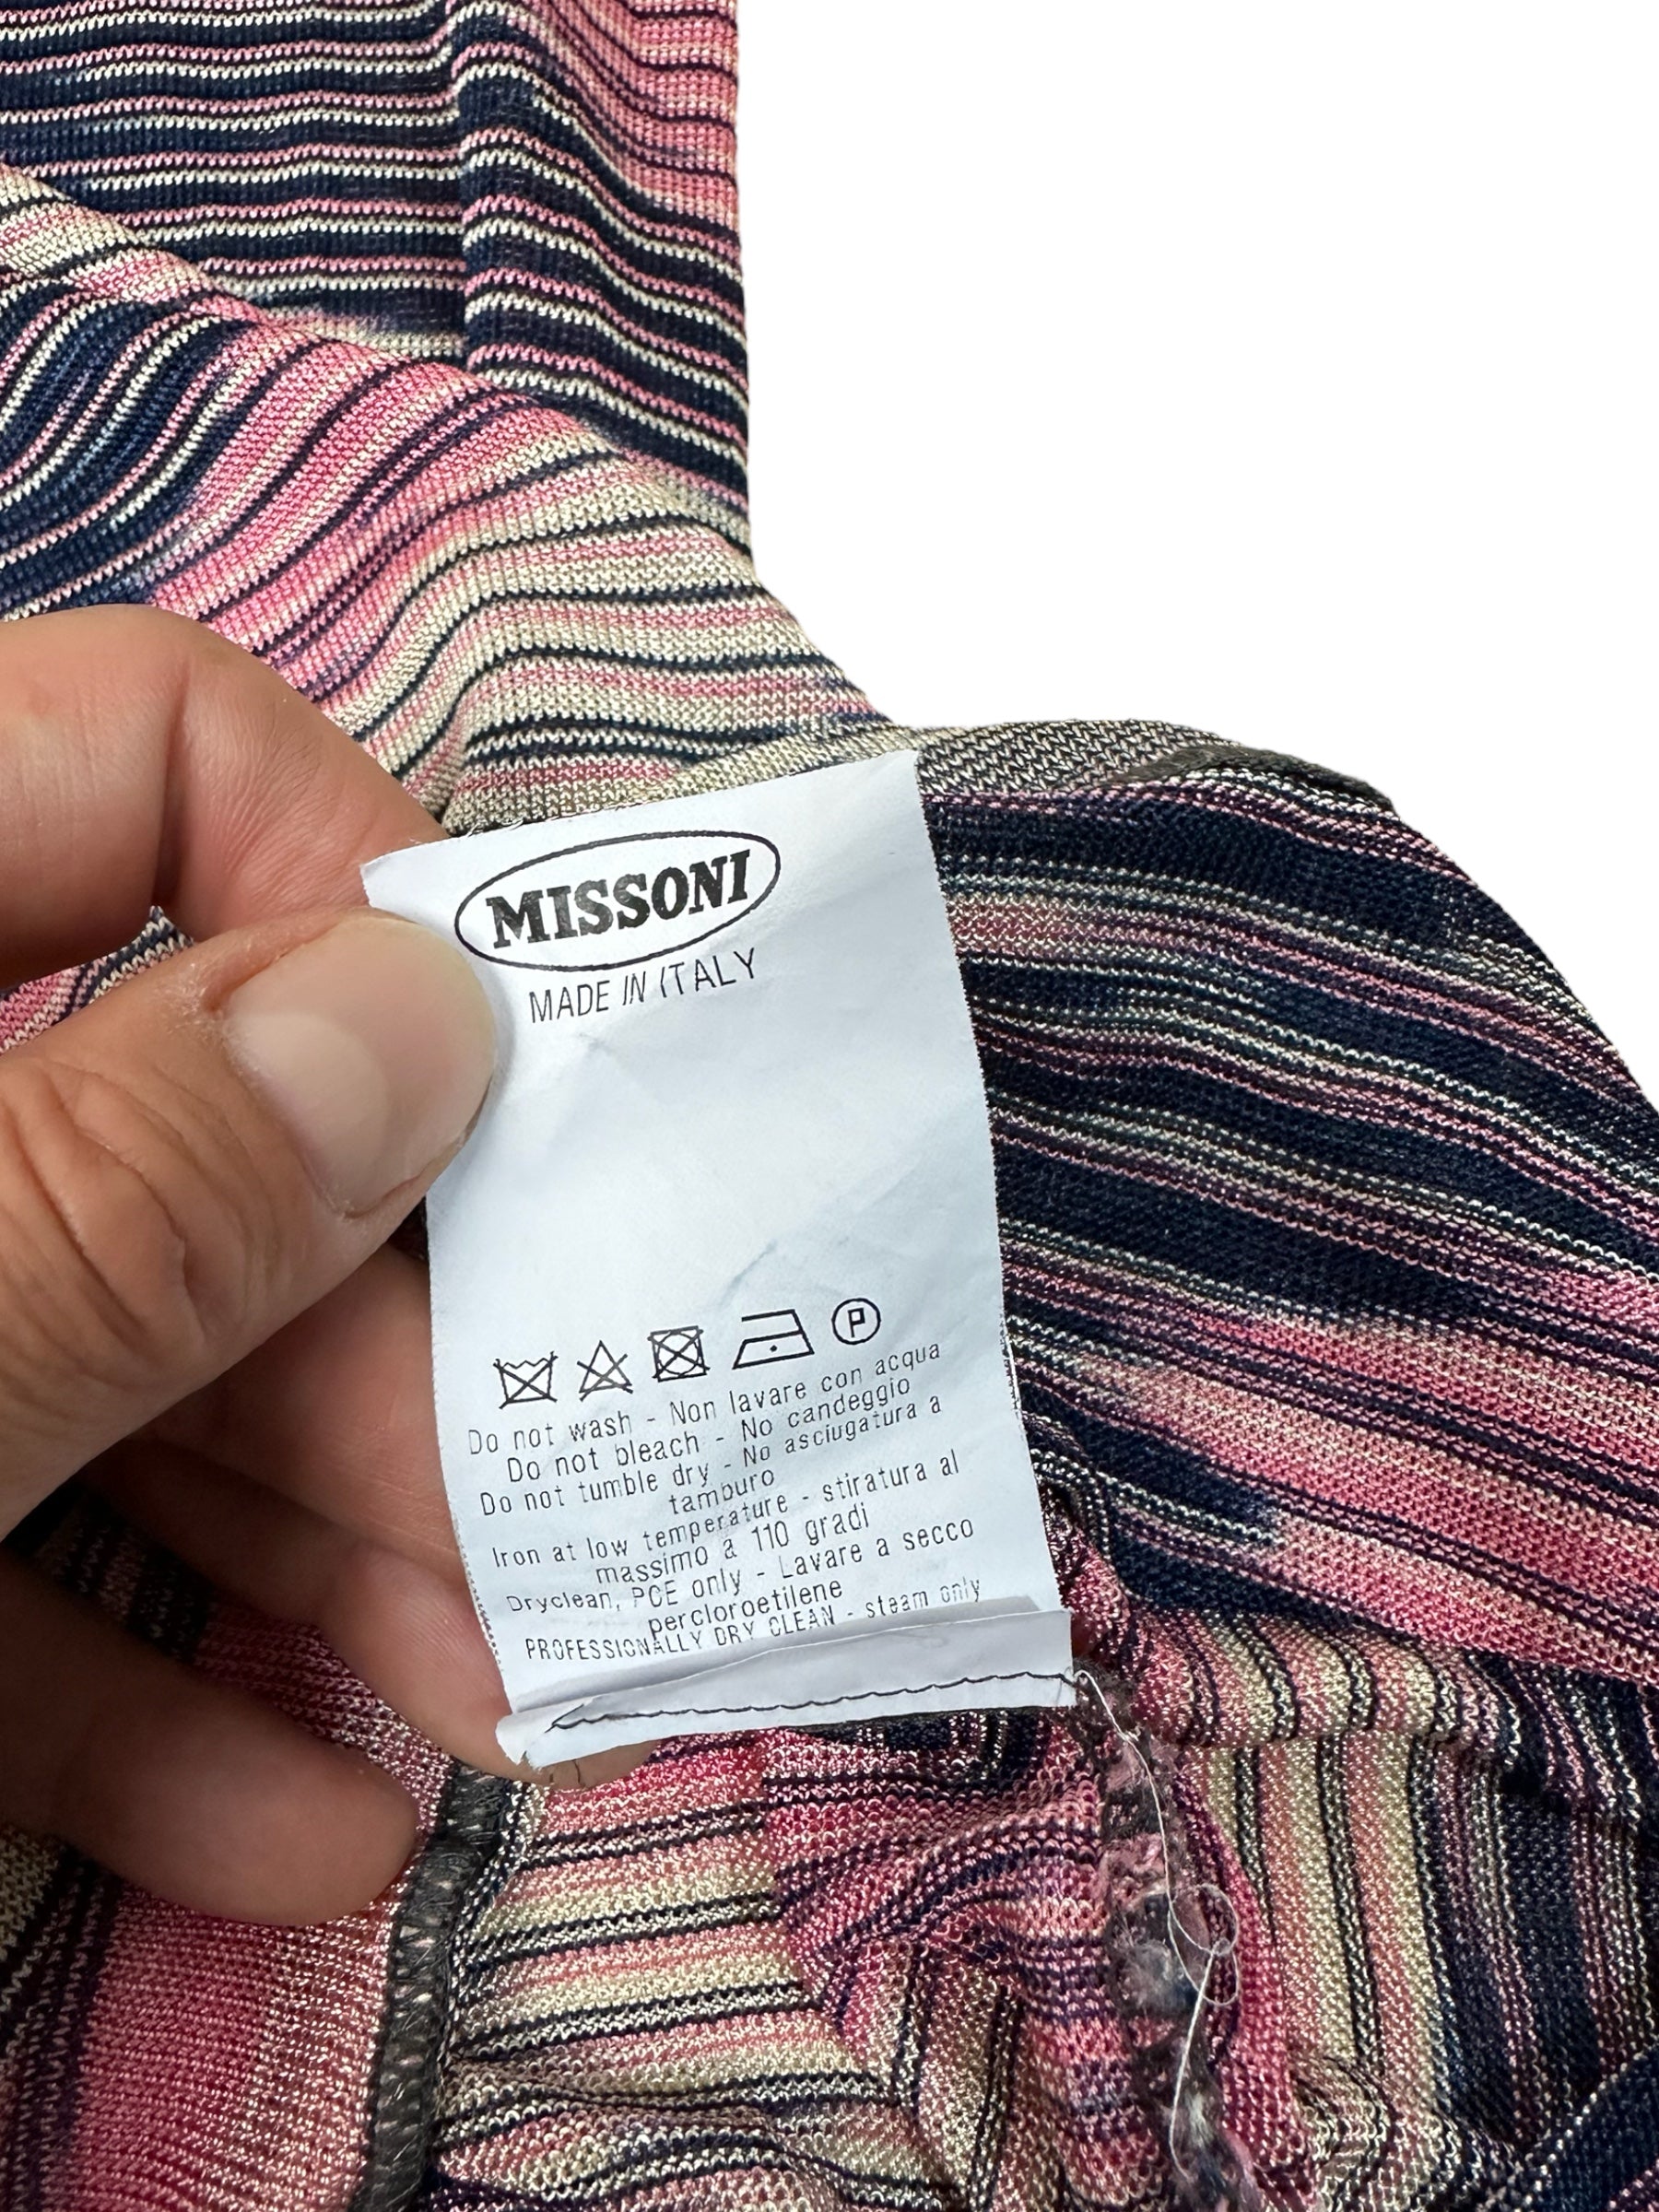 MISSONI
MADE IN ITALY
P
Do not wash - Non lavare con acqua
Do not bleach - No candeggio
Do not tumble dry - No asciugatura a
tamburo
Iron at low temperature - stiratura al
massimo a 110 gradi
Dryclean, PCE only - Lavare a secco
percloroetilene
PROFESSIONALLY DRY CLEAN - steam only